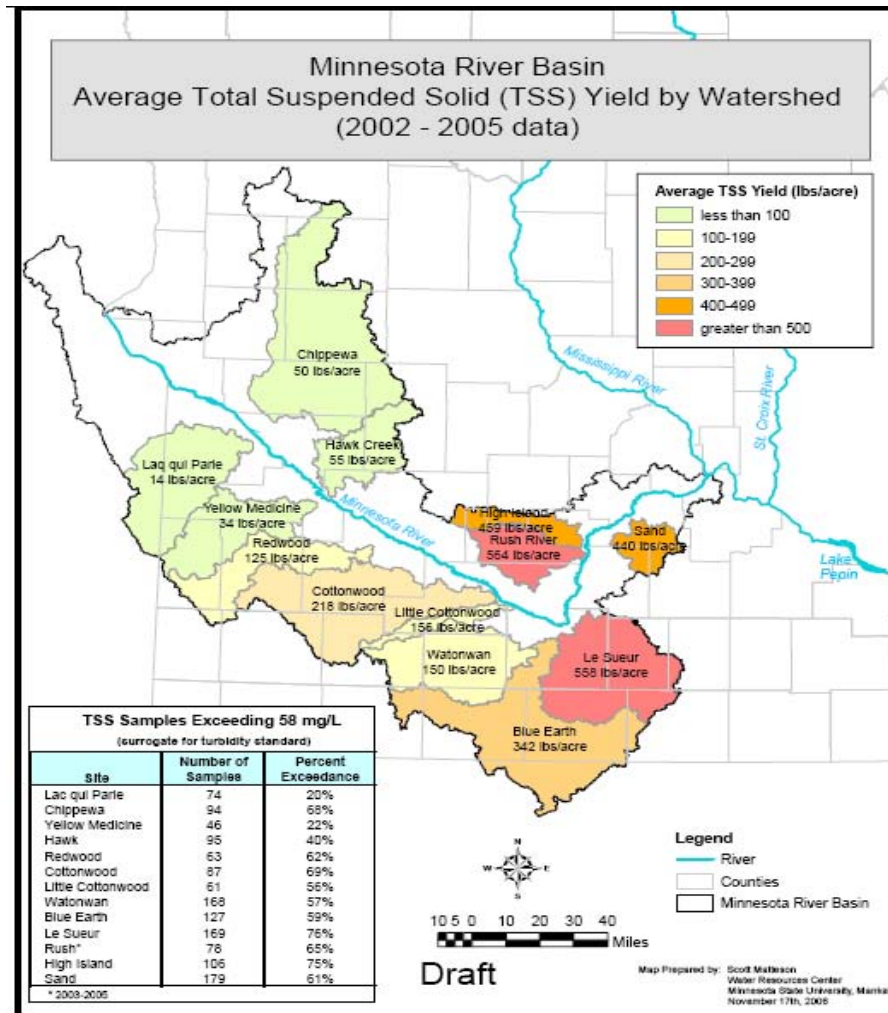 Minnesota River Basin
Average Total Suspended Solid (TSS) Yield by Watershed
(2002 - 2005 data)
Average TSS Yield (lbs/acre)
less than 100
100-199
200-299
300-399
400-499
greater than 500
Mississippi River
St. Croix River
Chippewa
50 lbs/acre
Hawk Creek
55 lbs/acre
Laq qui Parle
14 lbs/acre
Yellow Medicine
34 lbs/acre
Minnesota River
High Island
459 lbs/acre
Rush River
564 lbs/acre
Sand
440 lbs/acre
Lake
Pepin
Redwood
125 lbs/acre
Cottonwood
218 lbs/acre
Little Cottonwood
156 lbs/acre
Watonwan
150 lbs/acre
Le Sueur
558 lbs/acre
Blue Earth
342 lbs/acre
TSS Samples Exceeding 58 mg/L
(surrogate for turbidity standard)
Site Number of Samples Percent Exceedance
Lac qui Parle 74 20%
Chippewa 94 68%
Yellow Medicine 46 22%
Hawk 95 40%
Redwood 63 62%
Cottonwood 87 69%
Little Cottonwood 61 56%
Watonwan 168 57%
Blue Earth 127 59%
Le Sueur 169 76%
Rush* 78 65%
High Island 106 75%
Sand 179 61%
* 2003-2005
N
W E
S
Legend
River
Counties
Minnesota River Basin
10 5 0 10 20 30 40
Miles
Draft
Map Prepared by: Scott Matteson
Water Resources Center
Minnesota State University, Manka
November 17th, 2006